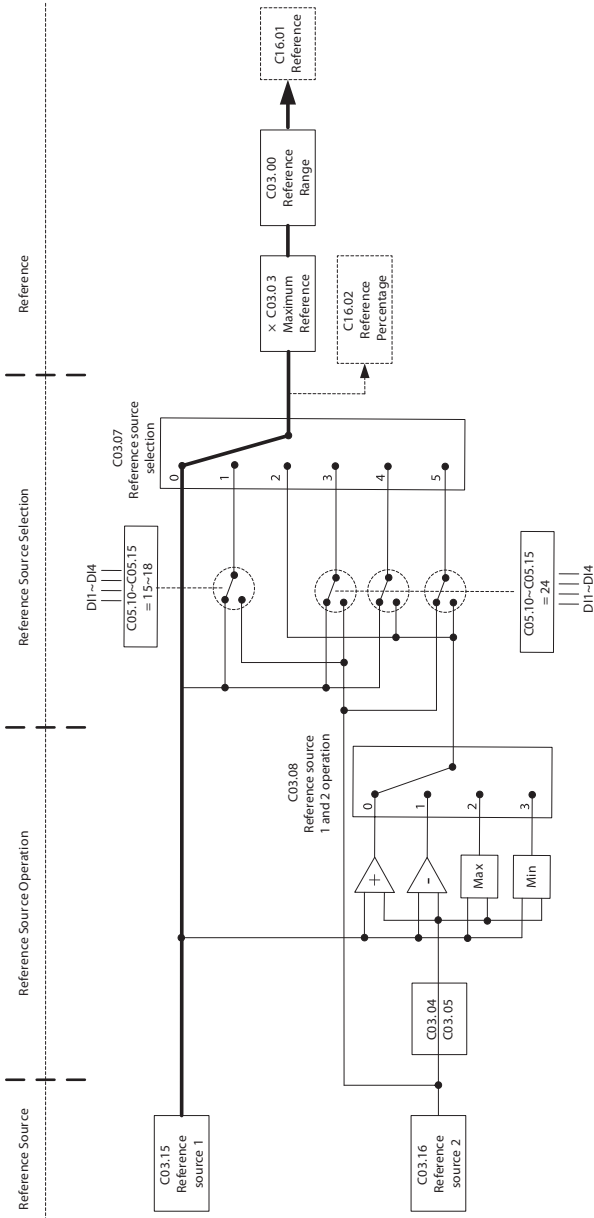 Reference Source
Reference Source Operation
Reference Source Selection
Reference
C03.15
Reference
source 1
C03.16
Reference
source 2
C03.04
C03.05
+
-
Max
Min
C03.08
Reference source
1 and 2 operation
0
1
2
3
DI1~DI4
C05.10~C05.15
= 15~18
C05.10~C05.15
= 24
DI1~DI4
C03.07
Reference source
selection
0
1
2
3
4
5
× C03.03
Maximum
Reference
C16.02
Reference
Percentage
C03.00
Reference
Range
C16.01
Reference